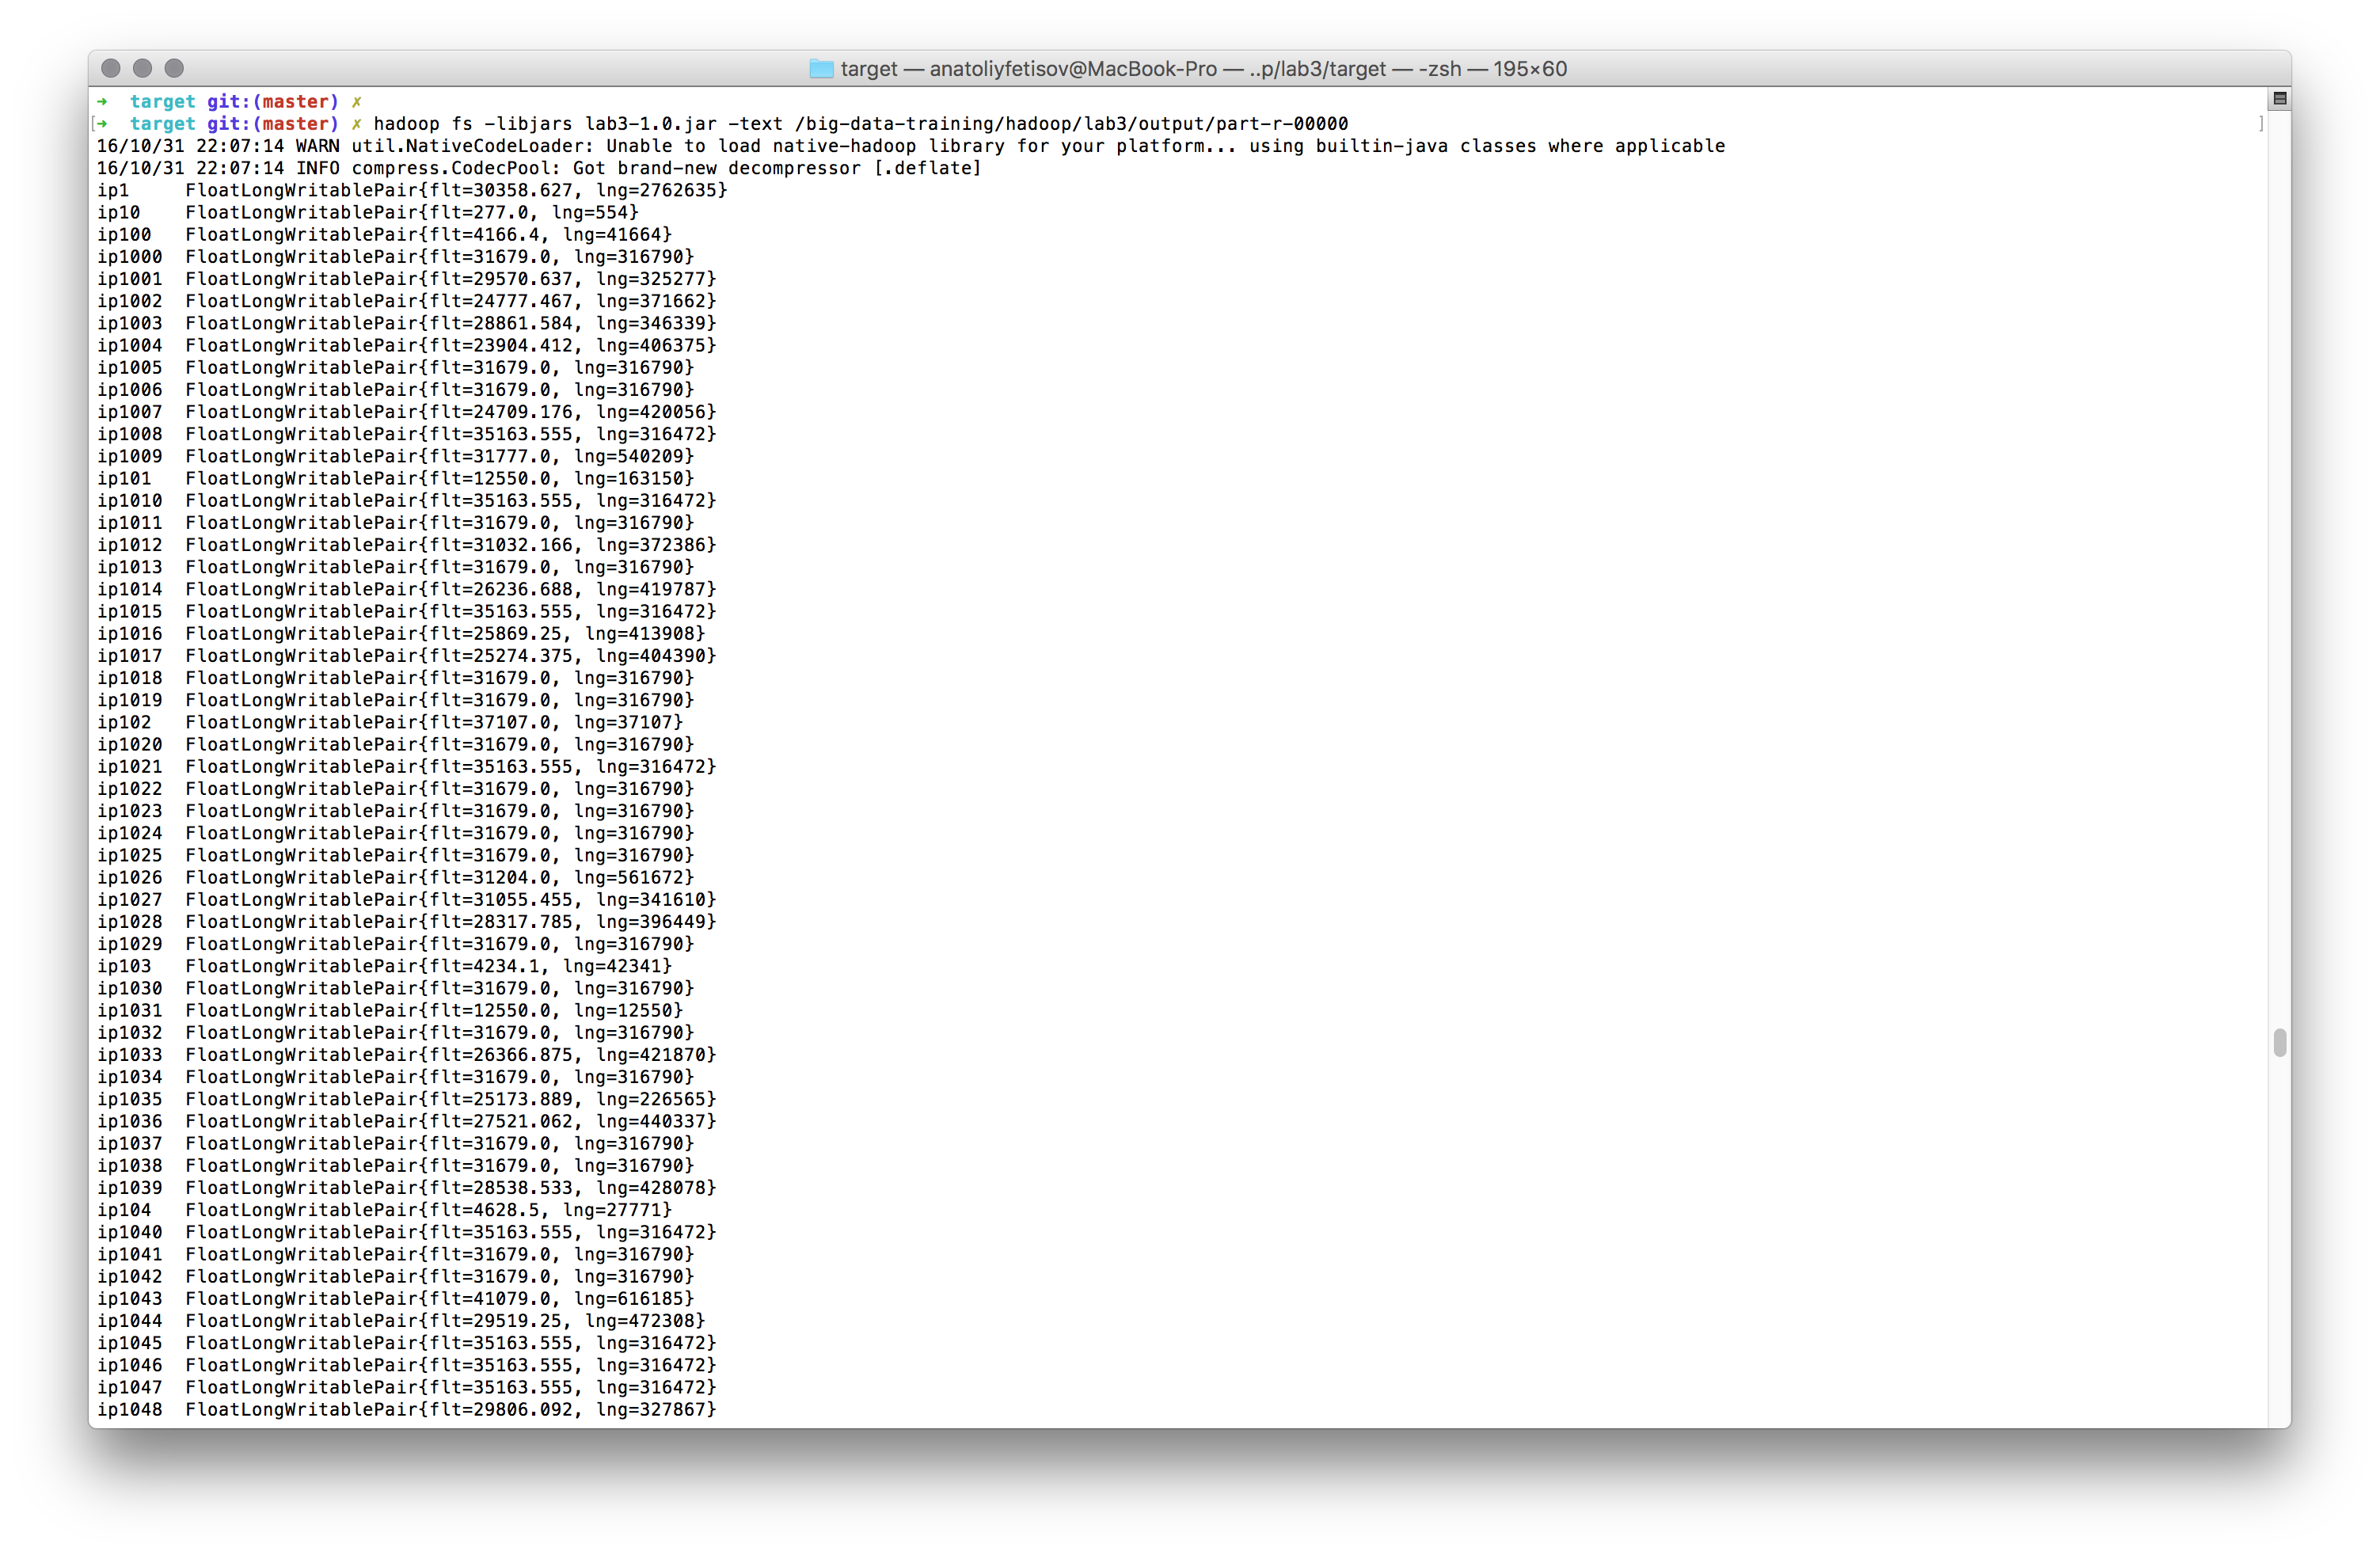 target — anatoliyfetisov@MacBook-Pro — ..p/lab3/target — -zsh — 195×60
➜  target git:(master) ✗
[➜  target git:(master) ✗ hadoop fs -libjars lab3-1.0.jar -text /big-data-training/hadoop/lab3/output/part-r-00000 ]
16/10/31 22:07:14 WARN util.NativeCodeLoader: Unable to load native-hadoop library for your platform... using builtin-java classes where applicable
16/10/31 22:07:14 INFO compress.CodecPool: Got brand-new decompressor [.deflate]
ip1     FloatLongWritablePair{flt=30358.627, lng=2762635}
ip10    FloatLongWritablePair{flt=277.0, lng=554}
ip100   FloatLongWritablePair{flt=4166.4, lng=41664}
ip1000  FloatLongWritablePair{flt=31679.0, lng=316790}
ip1001  FloatLongWritablePair{flt=29570.637, lng=325277}
ip1002  FloatLongWritablePair{flt=24777.467, lng=371662}
ip1003  FloatLongWritablePair{flt=28861.584, lng=346339}
ip1004  FloatLongWritablePair{flt=23904.412, lng=406375}
ip1005  FloatLongWritablePair{flt=31679.0, lng=316790}
ip1006  FloatLongWritablePair{flt=31679.0, lng=316790}
ip1007  FloatLongWritablePair{flt=24709.176, lng=420056}
ip1008  FloatLongWritablePair{flt=35163.555, lng=316472}
ip1009  FloatLongWritablePair{flt=31777.0, lng=540209}
ip101   FloatLongWritablePair{flt=12550.0, lng=163150}
ip1010  FloatLongWritablePair{flt=35163.555, lng=316472}
ip1011  FloatLongWritablePair{flt=31679.0, lng=316790}
ip1012  FloatLongWritablePair{flt=31032.166, lng=372386}
ip1013  FloatLongWritablePair{flt=31679.0, lng=316790}
ip1014  FloatLongWritablePair{flt=26236.688, lng=419787}
ip1015  FloatLongWritablePair{flt=35163.555, lng=316472}
ip1016  FloatLongWritablePair{flt=25869.25, lng=413908}
ip1017  FloatLongWritablePair{flt=25274.375, lng=404390}
ip1018  FloatLongWritablePair{flt=31679.0, lng=316790}
ip1019  FloatLongWritablePair{flt=31679.0, lng=316790}
ip102   FloatLongWritablePair{flt=37107.0, lng=37107}
ip1020  FloatLongWritablePair{flt=31679.0, lng=316790}
ip1021  FloatLongWritablePair{flt=35163.555, lng=316472}
ip1022  FloatLongWritablePair{flt=31679.0, lng=316790}
ip1023  FloatLongWritablePair{flt=31679.0, lng=316790}
ip1024  FloatLongWritablePair{flt=31679.0, lng=316790}
ip1025  FloatLongWritablePair{flt=31679.0, lng=316790}
ip1026  FloatLongWritablePair{flt=31204.0, lng=561672}
ip1027  FloatLongWritablePair{flt=31055.455, lng=341610}
ip1028  FloatLongWritablePair{flt=28317.785, lng=396449}
ip1029  FloatLongWritablePair{flt=31679.0, lng=316790}
ip103   FloatLongWritablePair{flt=4234.1, lng=42341}
ip1030  FloatLongWritablePair{flt=31679.0, lng=316790}
ip1031  FloatLongWritablePair{flt=12550.0, lng=12550}
ip1032  FloatLongWritablePair{flt=31679.0, lng=316790}
ip1033  FloatLongWritablePair{flt=26366.875, lng=421870}
ip1034  FloatLongWritablePair{flt=31679.0, lng=316790}
ip1035  FloatLongWritablePair{flt=25173.889, lng=226565}
ip1036  FloatLongWritablePair{flt=27521.062, lng=440337}
ip1037  FloatLongWritablePair{flt=31679.0, lng=316790}
ip1038  FloatLongWritablePair{flt=31679.0, lng=316790}
ip1039  FloatLongWritablePair{flt=28538.533, lng=428078}
ip104   FloatLongWritablePair{flt=4628.5, lng=27771}
ip1040  FloatLongWritablePair{flt=35163.555, lng=316472}
ip1041  FloatLongWritablePair{flt=31679.0, lng=316790}
ip1042  FloatLongWritablePair{flt=31679.0, lng=316790}
ip1043  FloatLongWritablePair{flt=41079.0, lng=616185}
ip1044  FloatLongWritablePair{flt=29519.25, lng=472308}
ip1045  FloatLongWritablePair{flt=35163.555, lng=316472}
ip1046  FloatLongWritablePair{flt=35163.555, lng=316472}
ip1047  FloatLongWritablePair{flt=35163.555, lng=316472}
ip1048  FloatLongWritablePair{flt=29806.092, lng=327867}